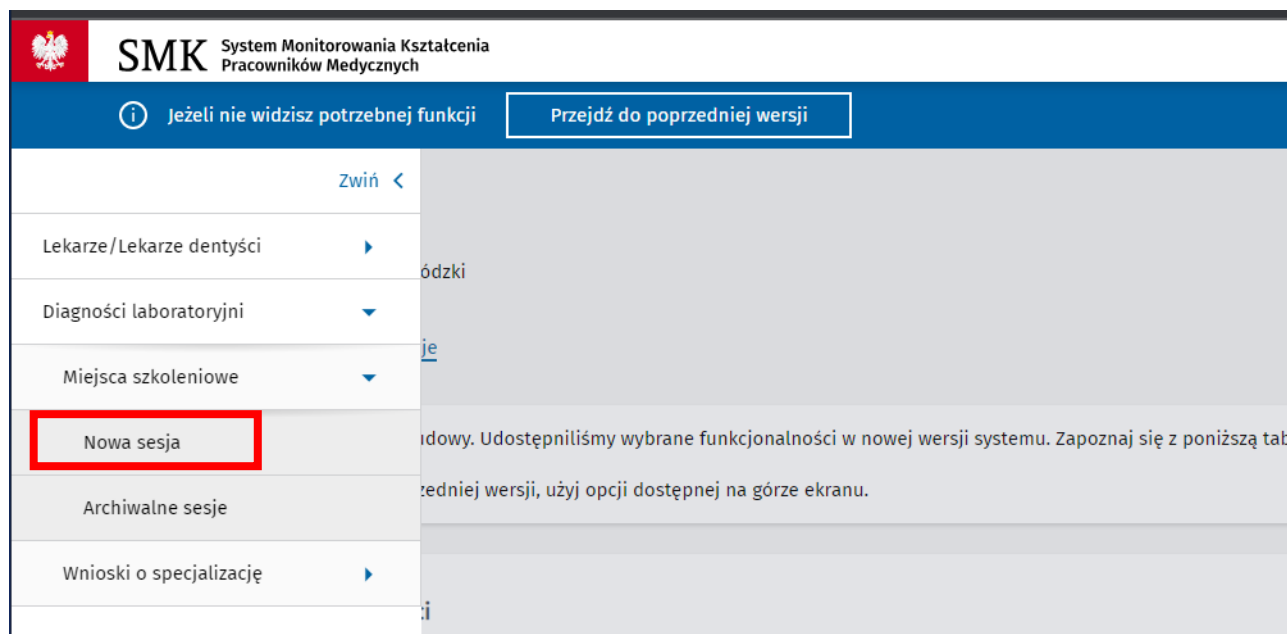 SMK System Monitorowania Kształcenia
Pracowników Medycznych
Jeżeli nie widzisz potrzebnej funkcji Przejdź do poprzedniej wersji
Zwiń
Lekarze/Lekarze dentyści
ódzki
Diagności laboratoryjni
je
Miejsca szkoleniowe
Nowa sesja
dowy. Udostępniliśmy wybrane funkcjonalności w nowej wersji systemu. Zapoznaj się z poniższą tab
zedniej wersji, użyj opcji dostępnej na górze ekranu.
Archiwalne sesje
Wnioski o specjalizację